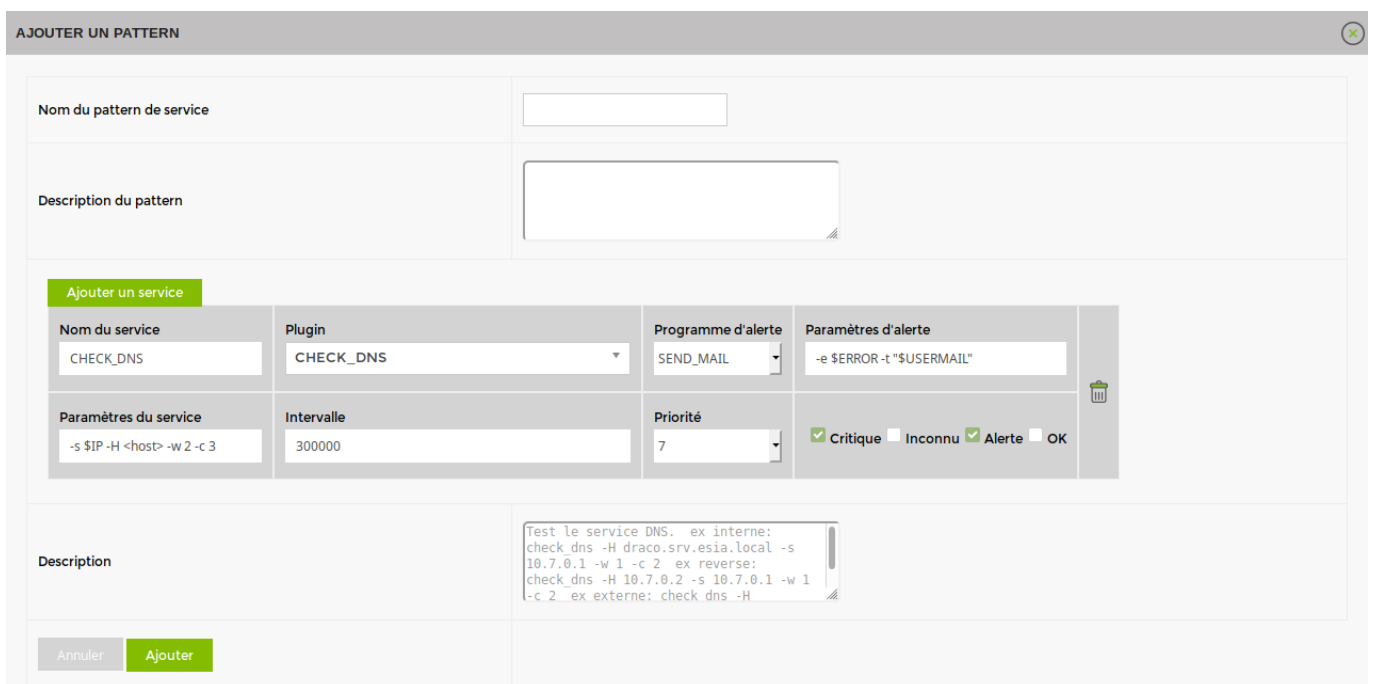 AJOUTER UN PATTERN
Nom du pattern de service
Description du pattern
Ajouter un service
Nom du service Plugin Programme d'alerte Paramètres d'alerte
CHECK_DNS CHECK_DNS SEND_MAIL -e $ERROR -t "$USERMAIL"
Paramètres du service Intervalle Priorité
-s $IP -H <host> -w 2 -c 3 300000 7 Critique Inconnu Alerte OK
Description
Test le service DNS. ex interne:
check_dns -H draco.srv.esia.local -s
10.7.0.1 -w 1 -c 2 ex reverse:
check_dns -H 10.7.0.2 -s 10.7.0.1 -w 1
-c 2 ex externe: check_dns -H
Annuler Ajouter